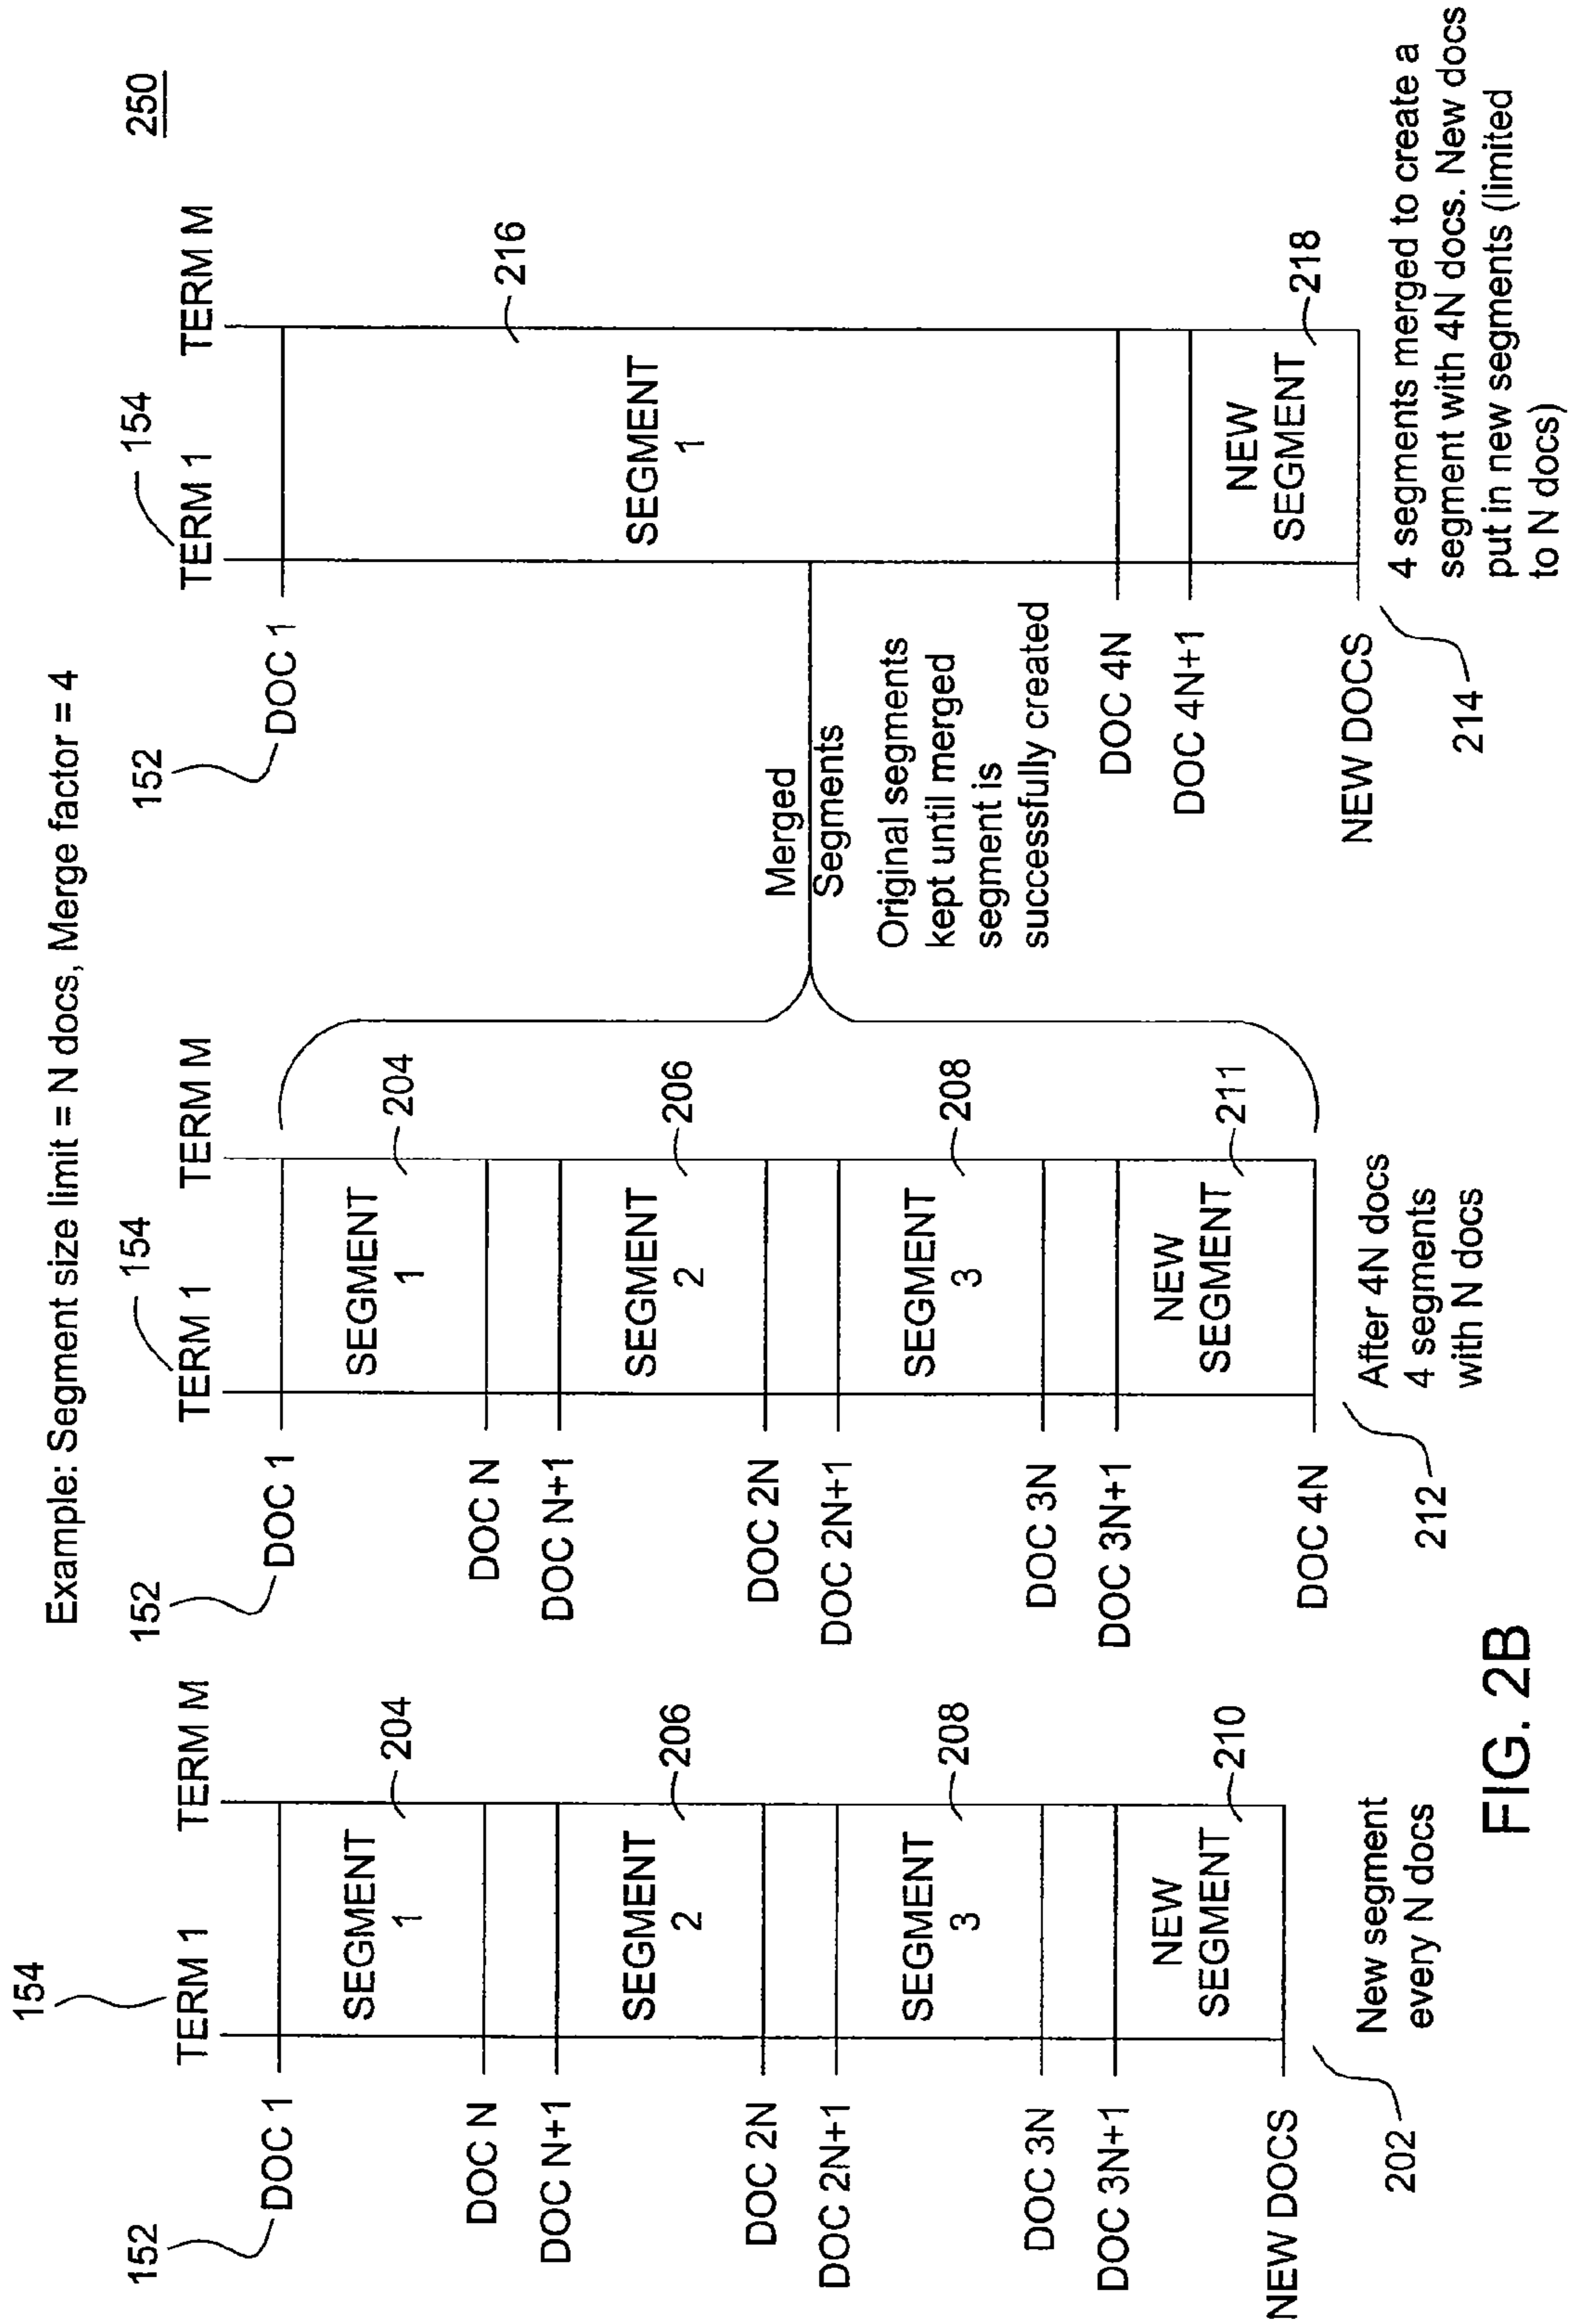 Example: Segment size limit = N docs, Merge factor = 4
250
154
TERM 1
TERM M
152
DOC 1
SEGMENT
1
204
DOC N
DOC N+1
SEGMENT
2
206
DOC 2N
DOC 2N+1
SEGMENT
3
208
DOC 3N
DOC 3N+1
NEW
SEGMENT
210
NEW DOCS
202
New segment
every N docs
154
TERM 1
TERM M
152
DOC 1
SEGMENT
1
204
DOC N
DOC N+1
SEGMENT
2
206
DOC 2N
DOC 2N+1
SEGMENT
3
208
DOC 3N
DOC 3N+1
NEW
SEGMENT
211
DOC 4N
212
After 4N docs
4 segments
with N docs
Merged
Segments
Original segments
kept until merged
segment is
successfully created
154
TERM 1
TERM M
152
DOC 1
SEGMENT
1
216
DOC 4N
DOC 4N+1
NEW
SEGMENT
218
NEW DOCS
214
4 segments merged to create a
segment with 4N docs. New docs
put in new segments (limited
to N docs)
FIG. 2B